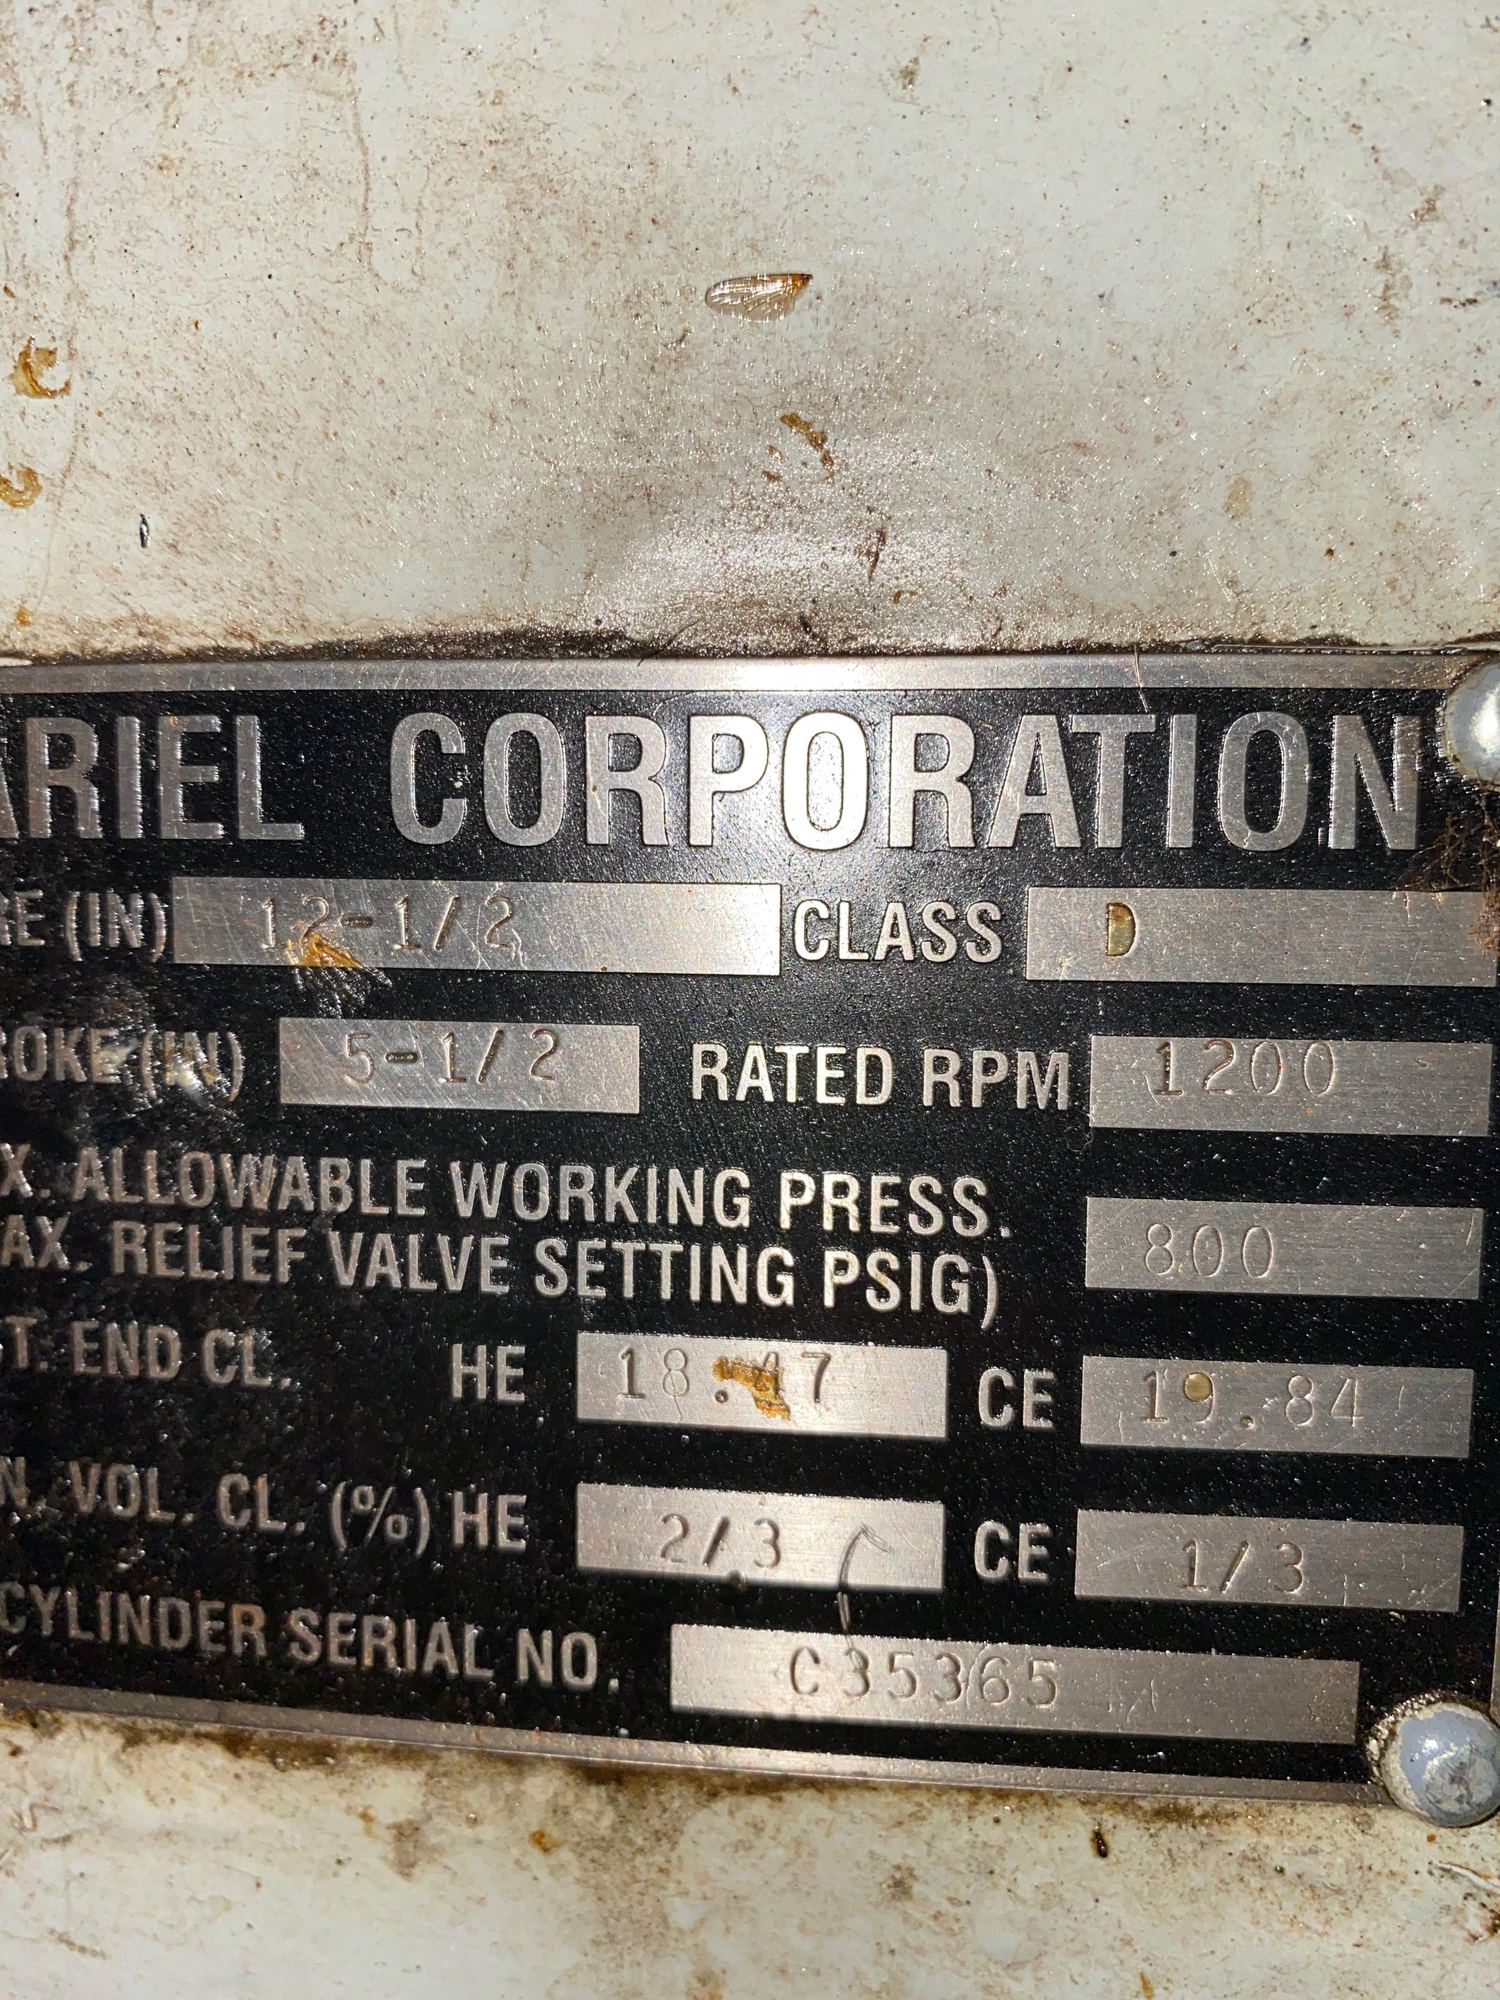 ARIEL CORPORATION
RE (IN) 12-1/2 CLASS D
ROKE (IN) 5-1/2 RATED RPM 1200
X. ALLOWABLE WORKING PRESS.
AX. RELIEF VALVE SETTING PSIG) 800
T. END CL. HE 18.47 CE 19.84
N. VOL. CL. (%) HE 2/3 CE 1/3
CYLINDER SERIAL NO. C35365